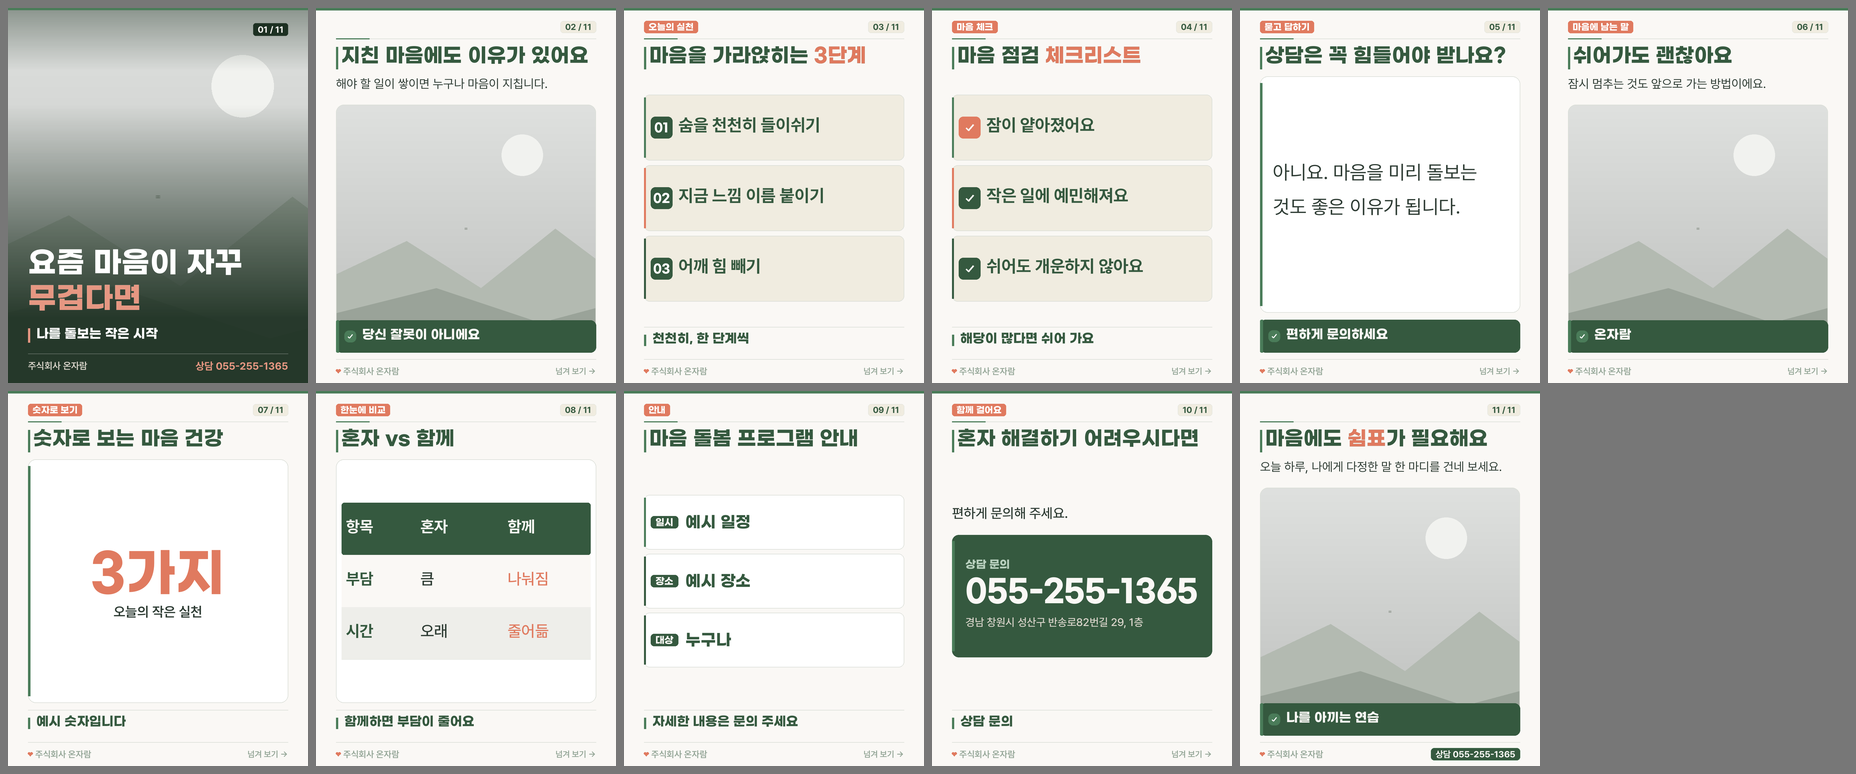 01 / 11
요즘 마음이 자꾸
무겁다면
나를 돌보는 작은 시작
주식회사 온자람
상담 055-255-1365
02 / 11
지친 마음에도 이유가 있어요
해야 할 일이 쌓이면 누구나 마음이 지칩니다.
당신 잘못이 아니에요
주식회사 온자람
넘겨 보기 →
오늘의 실천
03 / 11
마음을 가라앉히는 3단계
01 숨을 천천히 들이쉬기
02 지금 느낌 이름 붙이기
03 어깨 힘 빼기
천천히, 한 단계씩
주식회사 온자람
넘겨 보기 →
마음 체크
04 / 11
마음 점검 체크리스트
잠이 얕아졌어요
작은 일에 예민해져요
쉬어도 개운하지 않아요
해당이 많다면 쉬어 가요
주식회사 온자람
넘겨 보기 →
묻고 답하기
05 / 11
상담은 꼭 힘들어야 받나요?
아니요. 마음을 미리 돌보는
것도 좋은 이유가 됩니다.
편하게 문의하세요
주식회사 온자람
넘겨 보기 →
마음에 남는 말
06 / 11
쉬어가도 괜찮아요
잠시 멈추는 것도 앞으로 가는 방법이에요.
온자람
주식회사 온자람
넘겨 보기 →
숫자로 보기
07 / 11
숫자로 보는 마음 건강
3가지
오늘의 작은 실천
예시 숫자입니다
주식회사 온자람
넘겨 보기 →
한눈에 비교
08 / 11
혼자 vs 함께
항목 혼자 함께
부담 큼 나눠짐
시간 오래 줄어듦
함께하면 부담이 줄어요
주식회사 온자람
넘겨 보기 →
안내
09 / 11
마음 돌봄 프로그램 안내
일시 예시 일정
장소 예시 장소
대상 누구나
자세한 내용은 문의 주세요
주식회사 온자람
넘겨 보기 →
함께 걸어요
10 / 11
혼자 해결하기 어려우시다면
편하게 문의해 주세요.
상담 문의
055-255-1365
경남 창원시 성산구 반송로82번길 29, 1층
상담 문의
주식회사 온자람
넘겨 보기 →
11 / 11
마음에도 쉼표가 필요해요
오늘 하루, 나에게 다정한 말 한 마디를 건네 보세요.
나를 아끼는 연습
주식회사 온자람
상담 055-255-1365